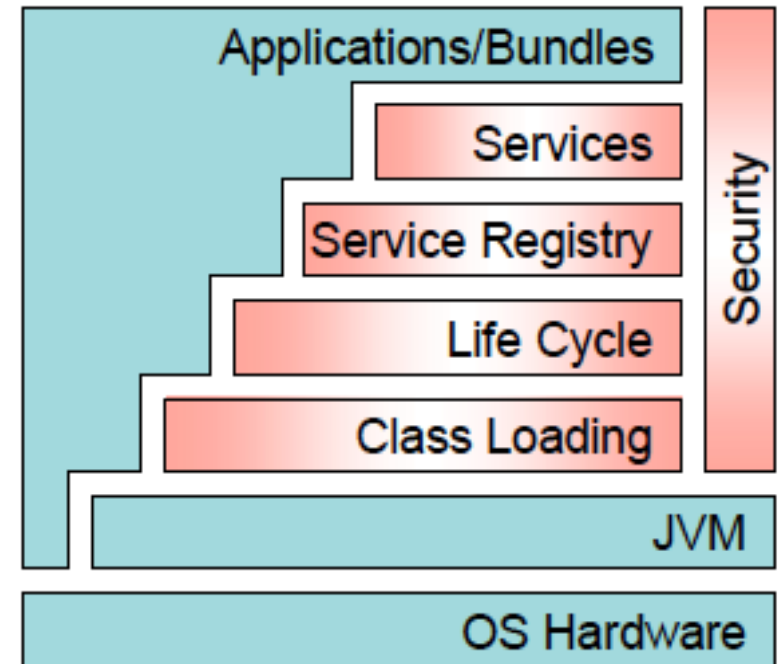 Applications/Bundles
Services
Service Registry
Life Cycle
Class Loading
Security
JVM
OS Hardware